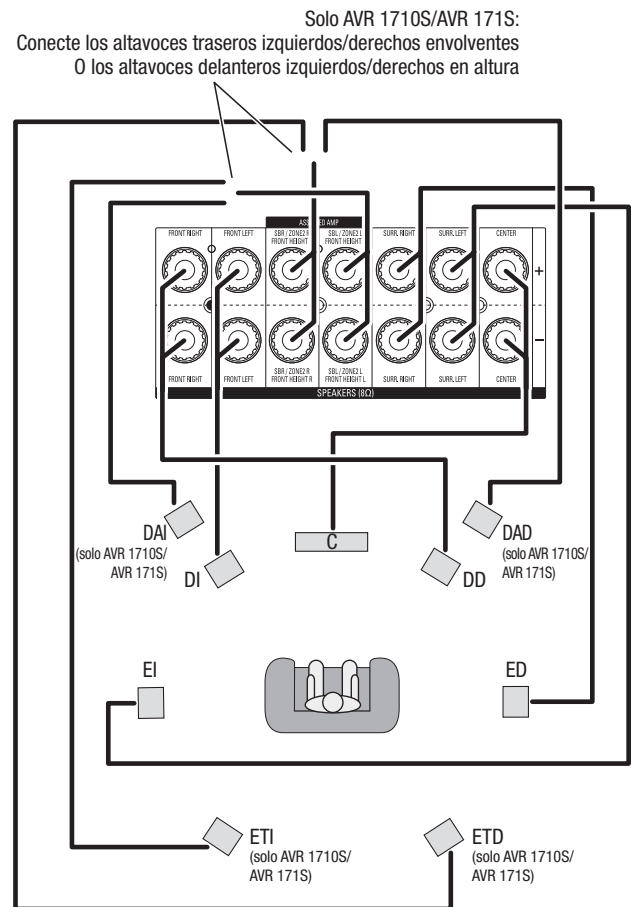 Solo AVR 1710S/AVR 171S:
Conecte los altavoces traseros izquierdos/derechos envolventes
O los altavoces delanteros izquierdos/derechos en altura
ASSIGNED AMP
FRONT RIGHT
FRONT LEFT
SBR / ZONE2 R
FRONT HEIGHT
SBL / ZONE2 L
FRONT HEIGHT
SURR. RIGHT
SURR. LEFT
CENTER
+
–
FRONT RIGHT
FRONT LEFT
SBR / ZONE2 R
FRONT HEIGHT R
SBL / ZONE2 L
FRONT HEIGHT L
SURR. RIGHT
SURR. LEFT
CENTER
SPEAKERS (8Ω)
DAI
(solo AVR 1710S/
AVR 171S)
DI
C
DD
DAD
(solo AVR 1710S/
AVR 171S)
EI
ED
ETI
(solo AVR 1710S/
AVR 171S)
ETD
(solo AVR 1710S/
AVR 171S)